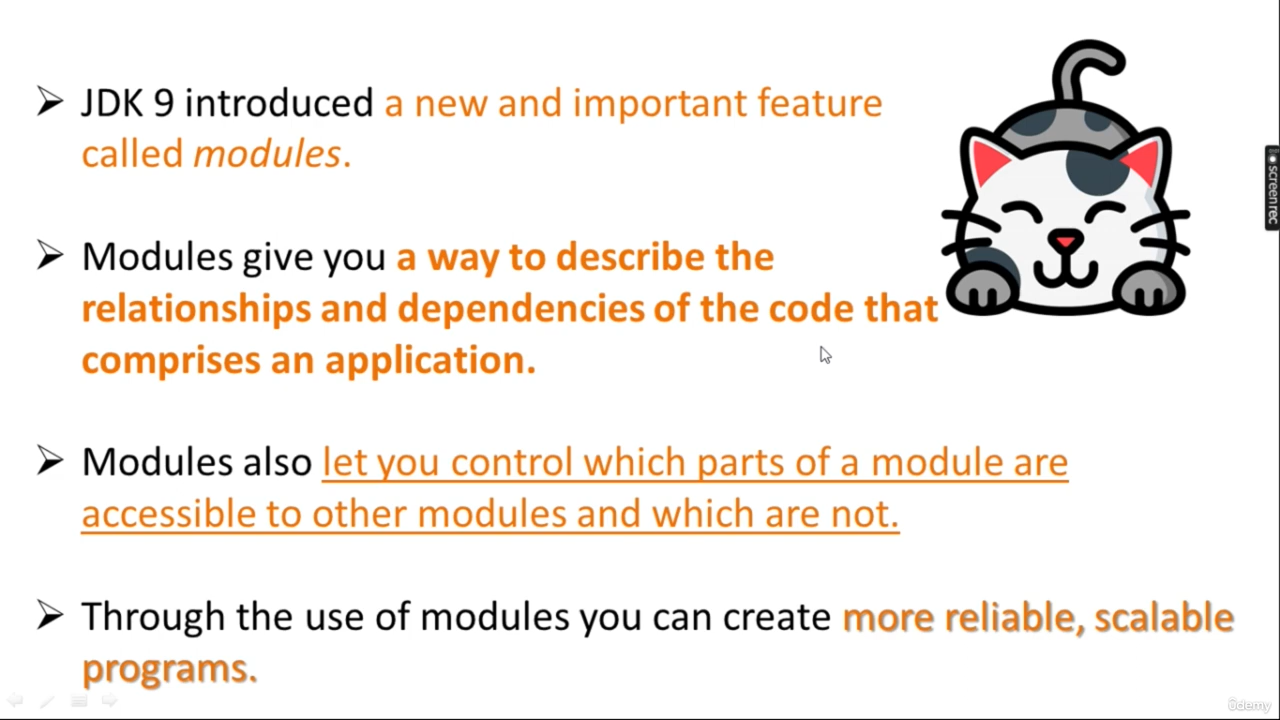 JDK 9 introduced a new and important feature
called modules.
Modules give you a way to describe the
relationships and dependencies of the code that
comprises an application.
Modules also let you control which parts of a module are
accessible to other modules and which are not.
Through the use of modules you can create more reliable, scalable
programs.
screenrec
ûdemy